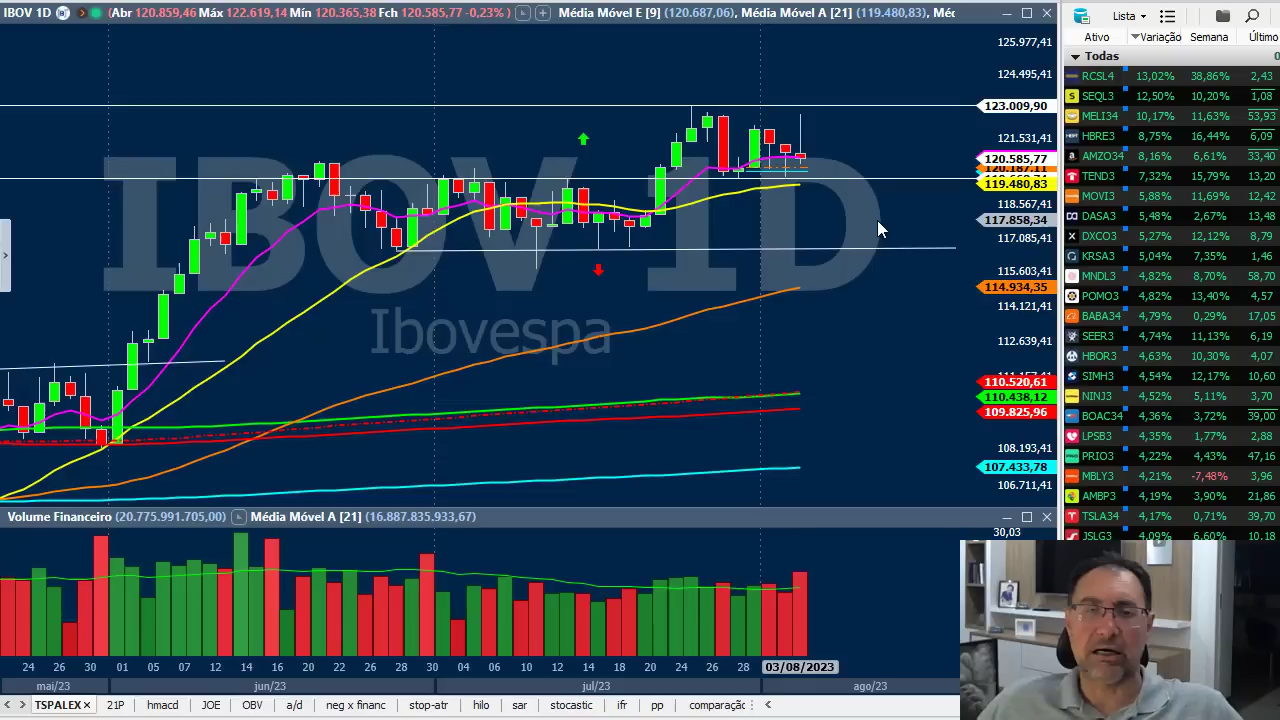 IBOV 1D (Abr 120.859,46 Máx 122.619,14 Min 120.365,38 Fch 120.585,77 -0,23%) Média Móvel E [9] (120.687,06), Média Móvel A [21] (119.480,83), Méc
125.977,41
124.495,41
123.009,90
121.531,41
120.585,77
119.480,83
118.567,41
117.858,34
117.085,41
115.603,41
114.934,35
114.121,41
112.639,41
110.520,61
110.438,12
109.825,96
108.193,41
107.433,78
106.711,41
IBOV 1D
Ibovespa
Volume Financeiro (20.775.991.705,00) Média Móvel A [21] (16.887.835.933,67)
30,03
24 26 30 01 05 07 12 14 16 20 22 26 28 30 04 06 10 12 14 18 20 24 26 28 03/08/2023
mai/23 jun/23 jul/23 ago/23
TSPALEX × 21P hmacd JOE OBV a/d neg x financ stop-atr hilo sar stocastic ifr pp comparação
Lista
Ativo Variação Semana Último
Todas 0
RCSL4 13,02% 38,86% 2,43
SEQL3 12,50% 10,20% 1,08
MELI34 10,17% 11,63% 53,93
HBRE3 8,75% 16,44% 6,09
AMZO34 8,16% 6,61% 33,40
TEND3 7,32% 15,79% 13,20
MOVI3 5,88% 11,69% 12,42
DASA3 5,48% 2,67% 13,48
DXCO3 5,27% 12,12% 8,79
KRSA3 5,04% 7,35% 1,46
MNDL3 4,82% 8,70% 58,70
POMO3 4,82% 13,40% 4,57
BABA34 4,79% 0,29% 17,05
SEER3 4,74% 11,13% 6,19
HBOR3 4,63% 10,30% 4,07
SIMH3 4,54% 12,17% 10,60
NINJ3 4,52% 5,11% 3,70
BOAC34 4,36% 3,72% 39,00
LPSB3 4,35% 1,77% 2,88
PRIO3 4,22% 4,43% 47,16
MBLY3 4,21% -7,48% 3,96
AMBP3 4,19% 3,90% 21,86
TSLA34 4,17% 0,71% 39,70
JSLG3 4,09% 6,60% 10,18